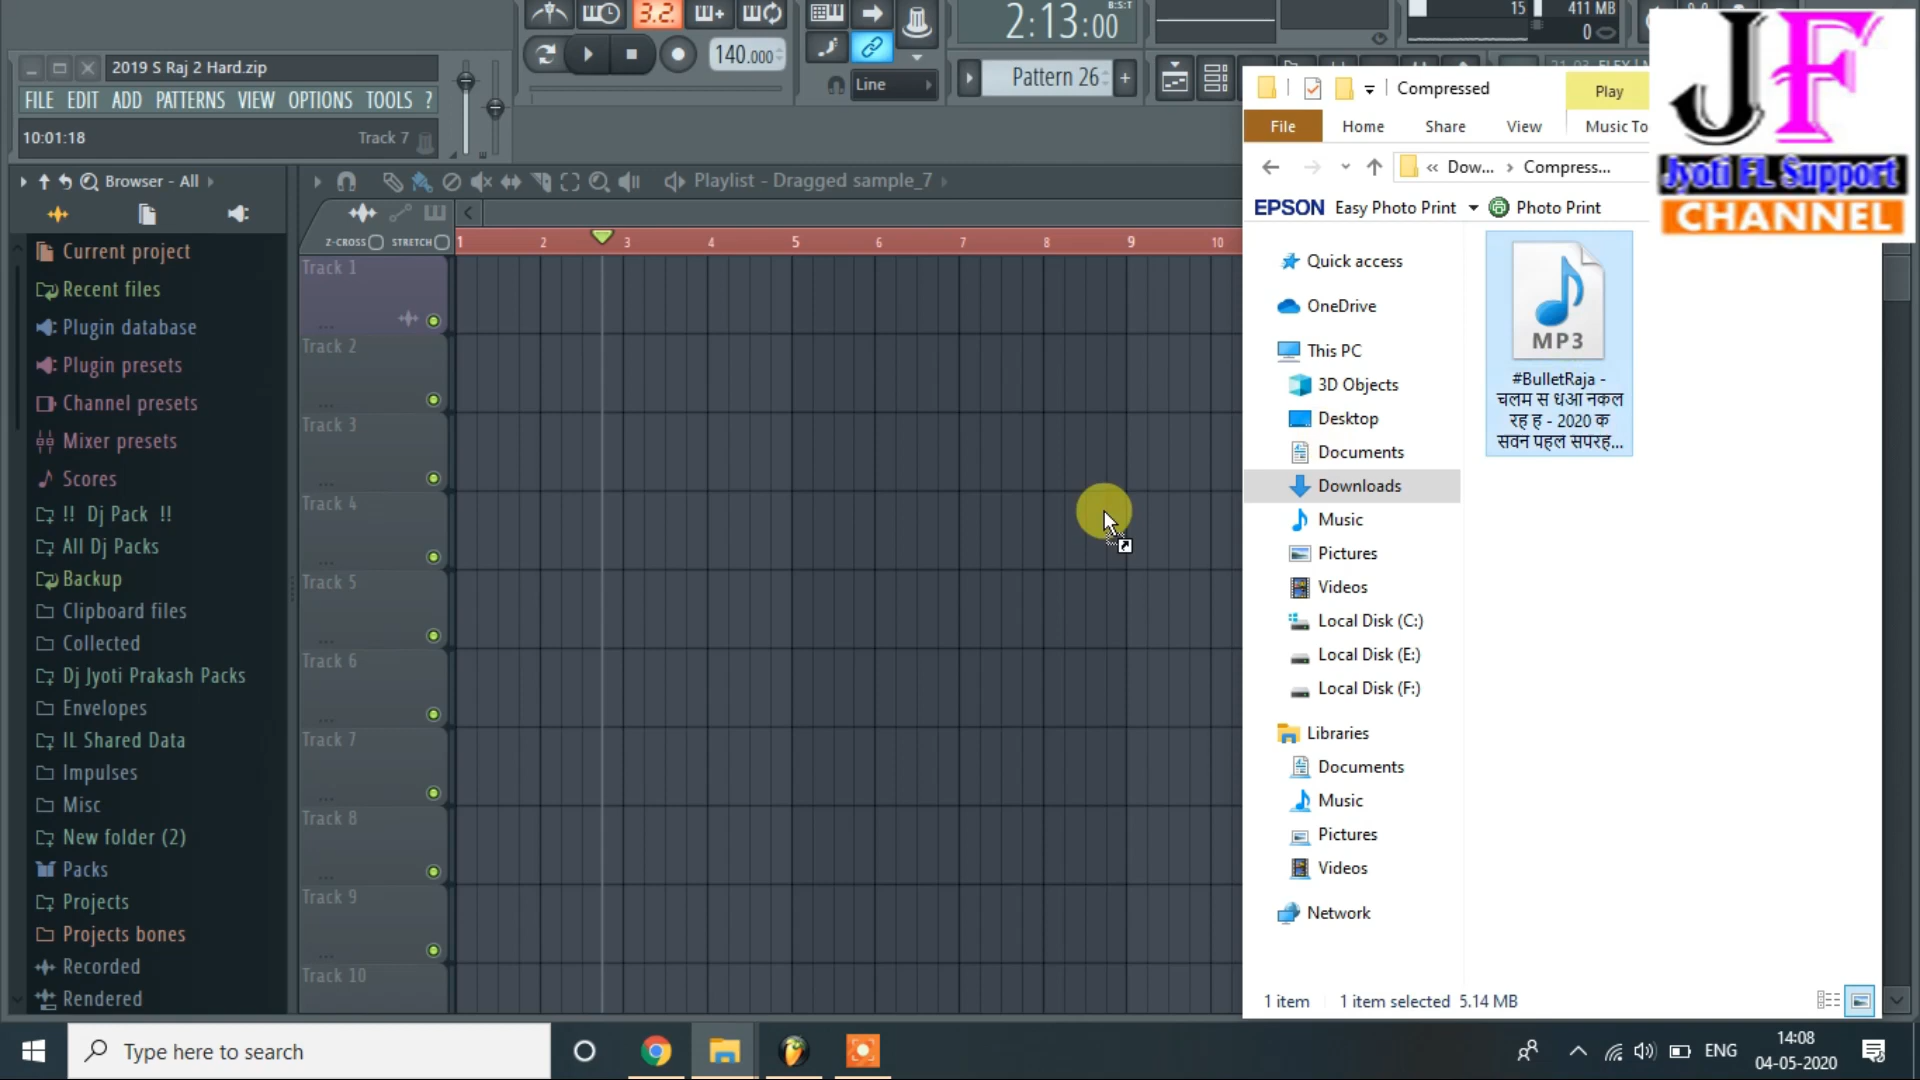 3.2.
2019 S Raj 2 Hard.zip
FILE EDIT ADD PATTERNS VIEW OPTIONS TOOLS ?
10:01:18
Track 7
140.000
Line
2:13:00
B:S:T
Pattern 26
15
411 MB
0
Browser - All
Current project
Recent files
Plugin database
Plugin presets
Channel presets
Mixer presets
Scores
!! Dj Pack !!
All Dj Packs
Backup
Clipboard files
Collected
Dj Jyoti Prakash Packs
Envelopes
IL Shared Data
Impulses
Misc
New folder (2)
Packs
Projects
Projects bones
Recorded
Rendered
Playlist - Dragged sample_7
Z-CROSS STRETCH
1 2 3 4 5 6 7 8 9 10
Track 1
Track 2
Track 3
Track 4
Track 5
Track 6
Track 7
Track 8
Track 9
Track 10
Compressed
Play
File Home Share View Music To
« Dow... › Compress...
EPSON Easy Photo Print Photo Print
Quick access
OneDrive
This PC
3D Objects
Desktop
Documents
Downloads
Music
Pictures
Videos
Local Disk (C:)
Local Disk (E:)
Local Disk (F:)
Libraries
Documents
Music
Pictures
Videos
Network
MP3
#BulletRaja -
चलम स धआ नकल
रह ह - 2020 क
सवन पहल सपरह...
1 item 1 item selected 5.14 MB
JF
Jyoti FL Support
CHANNEL
Type here to search
ENG
14:08
04-05-2020